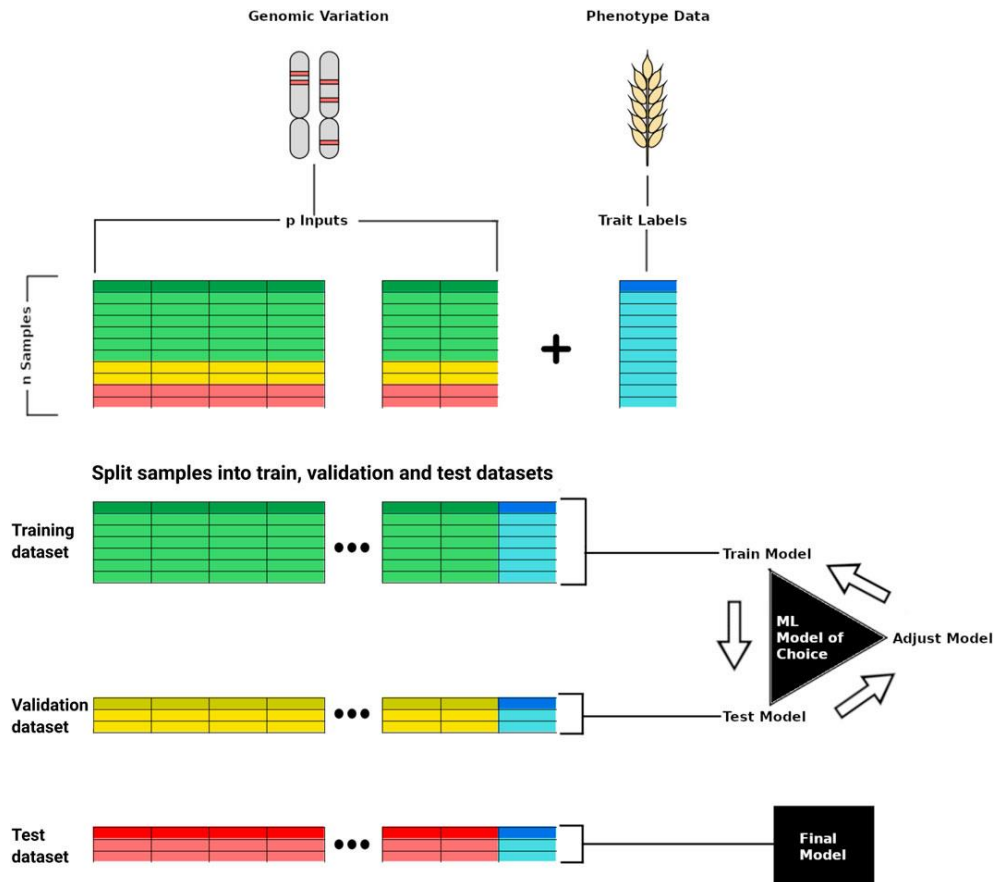 Genomic Variation
Phenotype Data
p Inputs
Trait Labels
n Samples
Split samples into train, validation and test datasets
Training
dataset
Train Model
ML
Model of
Choice
Adjust Model
Validation
dataset
Test Model
Test
dataset
Final
Model